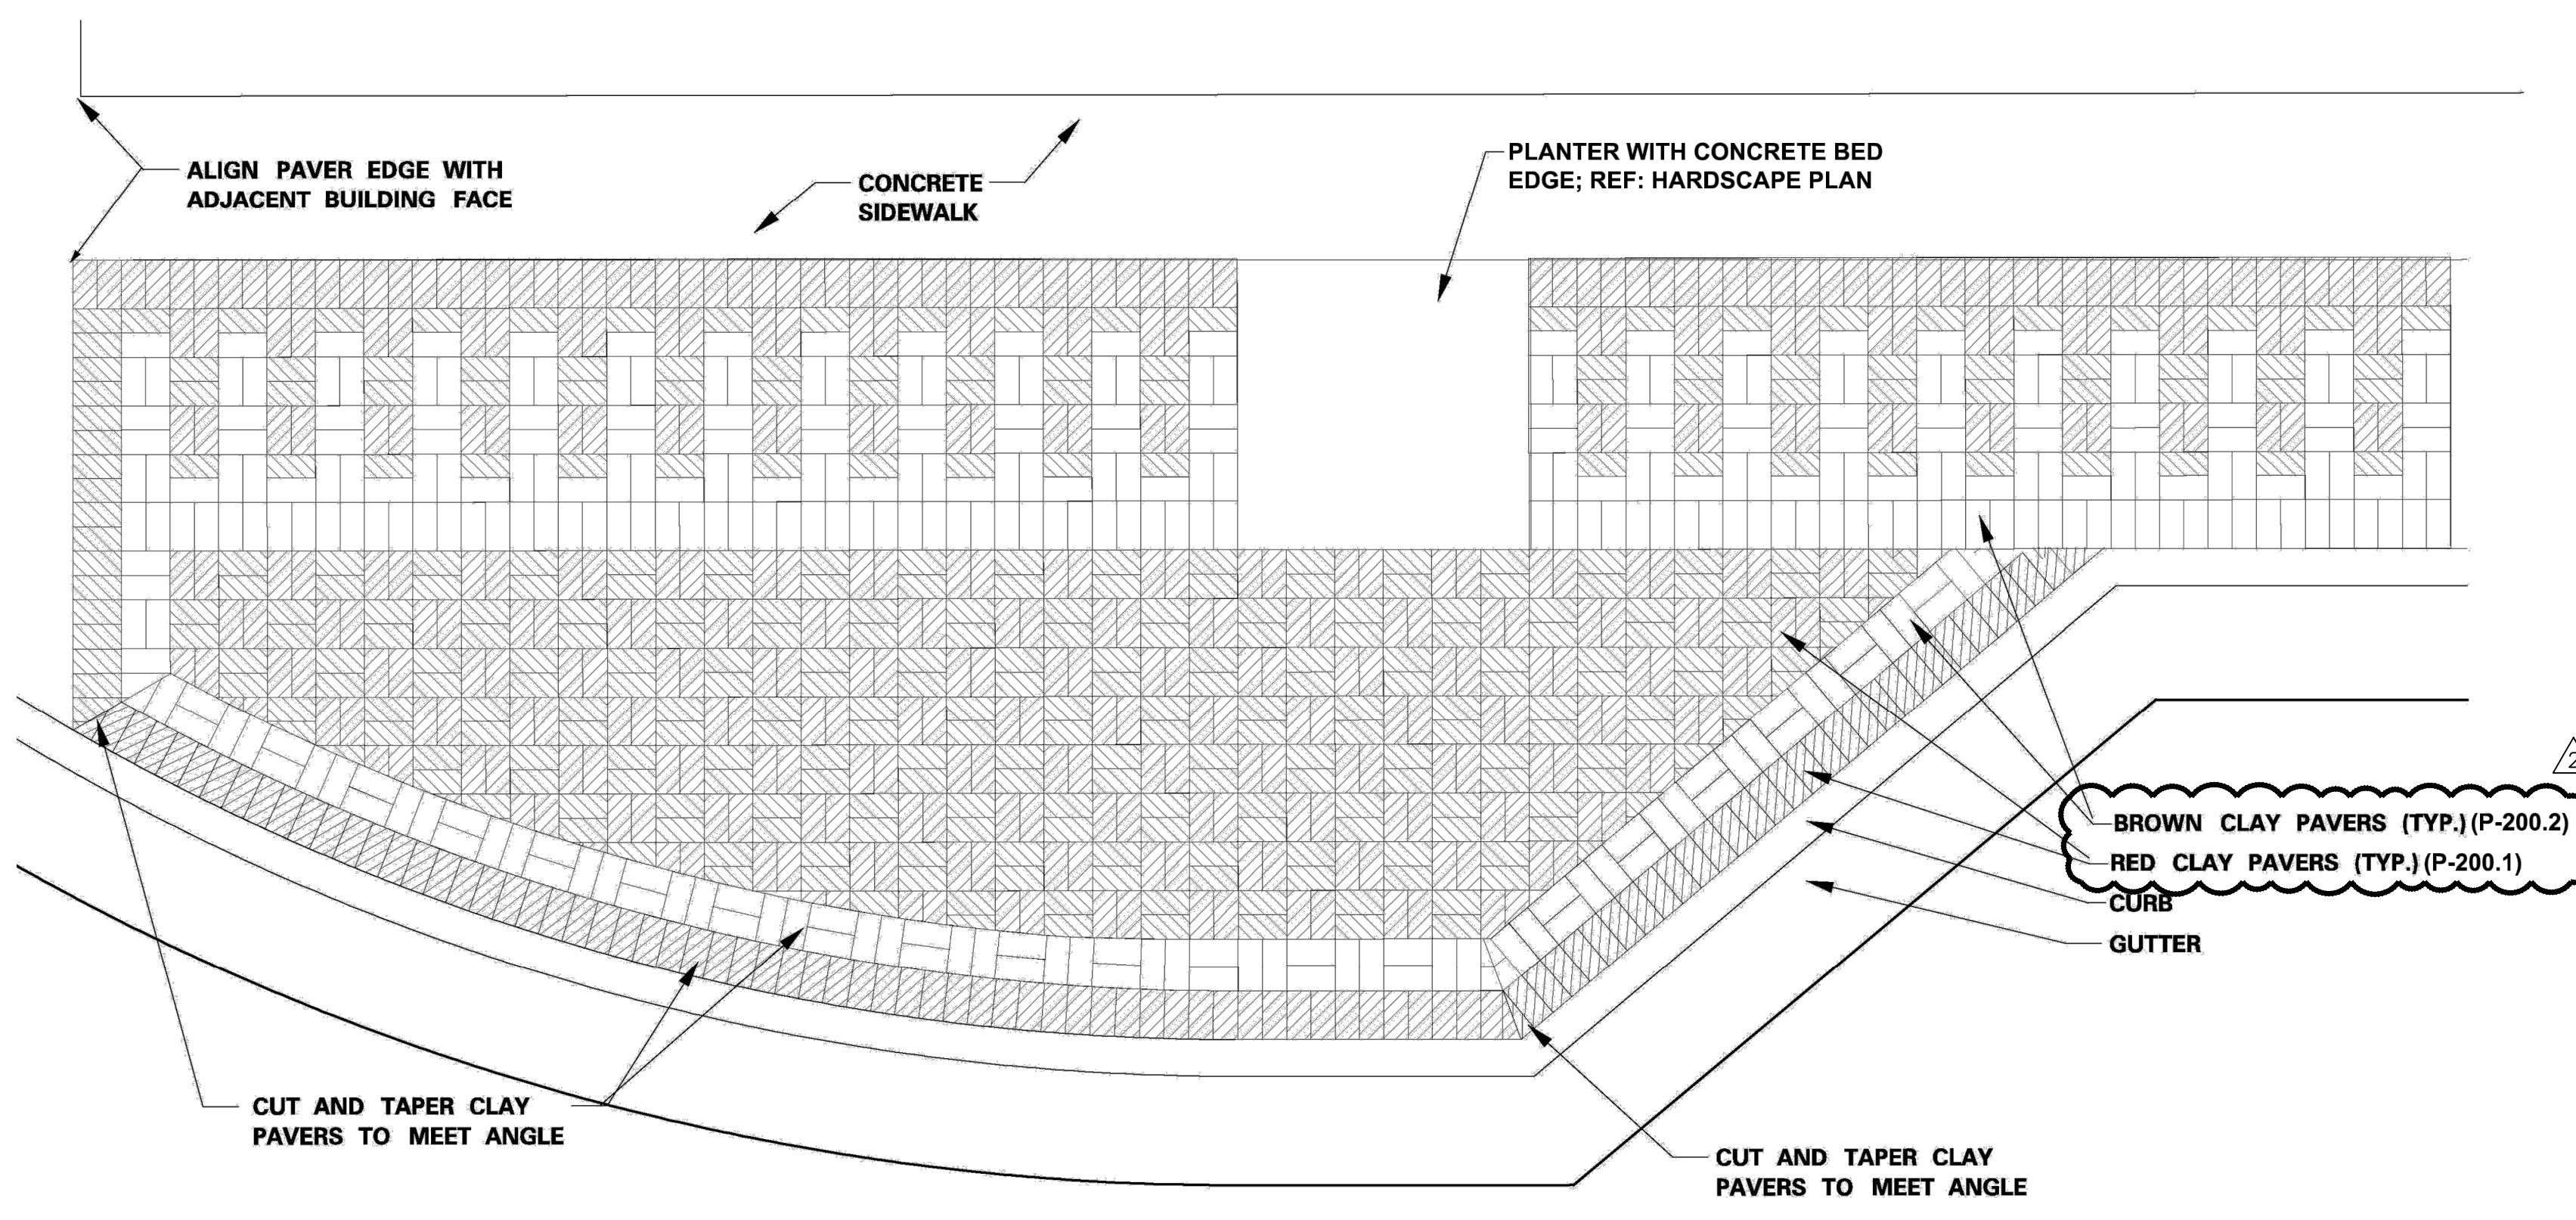 ALIGN PAVER EDGE WITH
ADJACENT BUILDING FACE
CONCRETE
SIDEWALK
PLANTER WITH CONCRETE BED
EDGE; REF: HARDSCAPE PLAN
2
BROWN CLAY PAVERS (TYP.) (P-200.2)
RED CLAY PAVERS (TYP.) (P-200.1)
CURB
GUTTER
CUT AND TAPER CLAY
PAVERS TO MEET ANGLE
CUT AND TAPER CLAY
PAVERS TO MEET ANGLE